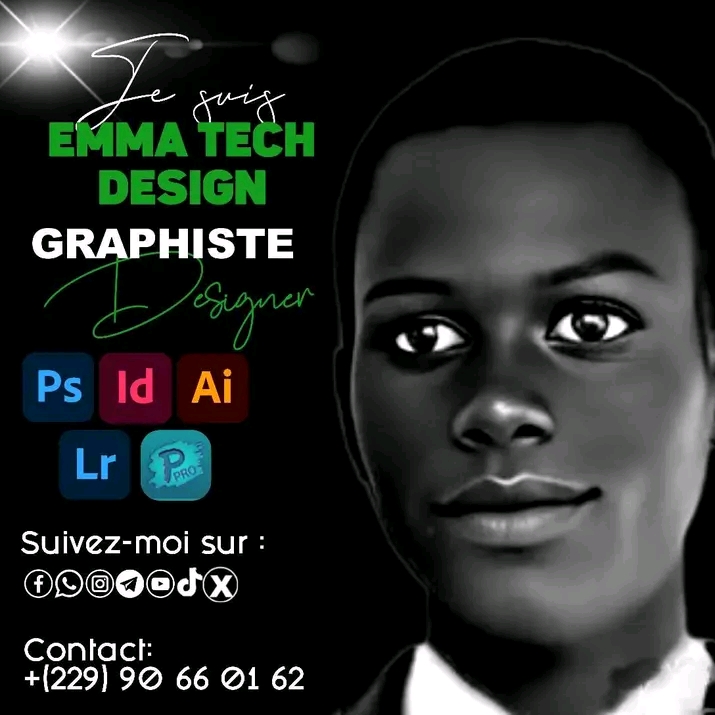 Je suis
EMMA TECH
DESIGN
GRAPHISTE
Designer
Ps Id Ai
Lr P PRO
Suivez-moi sur :
Contact:
+(229) 90 66 01 62